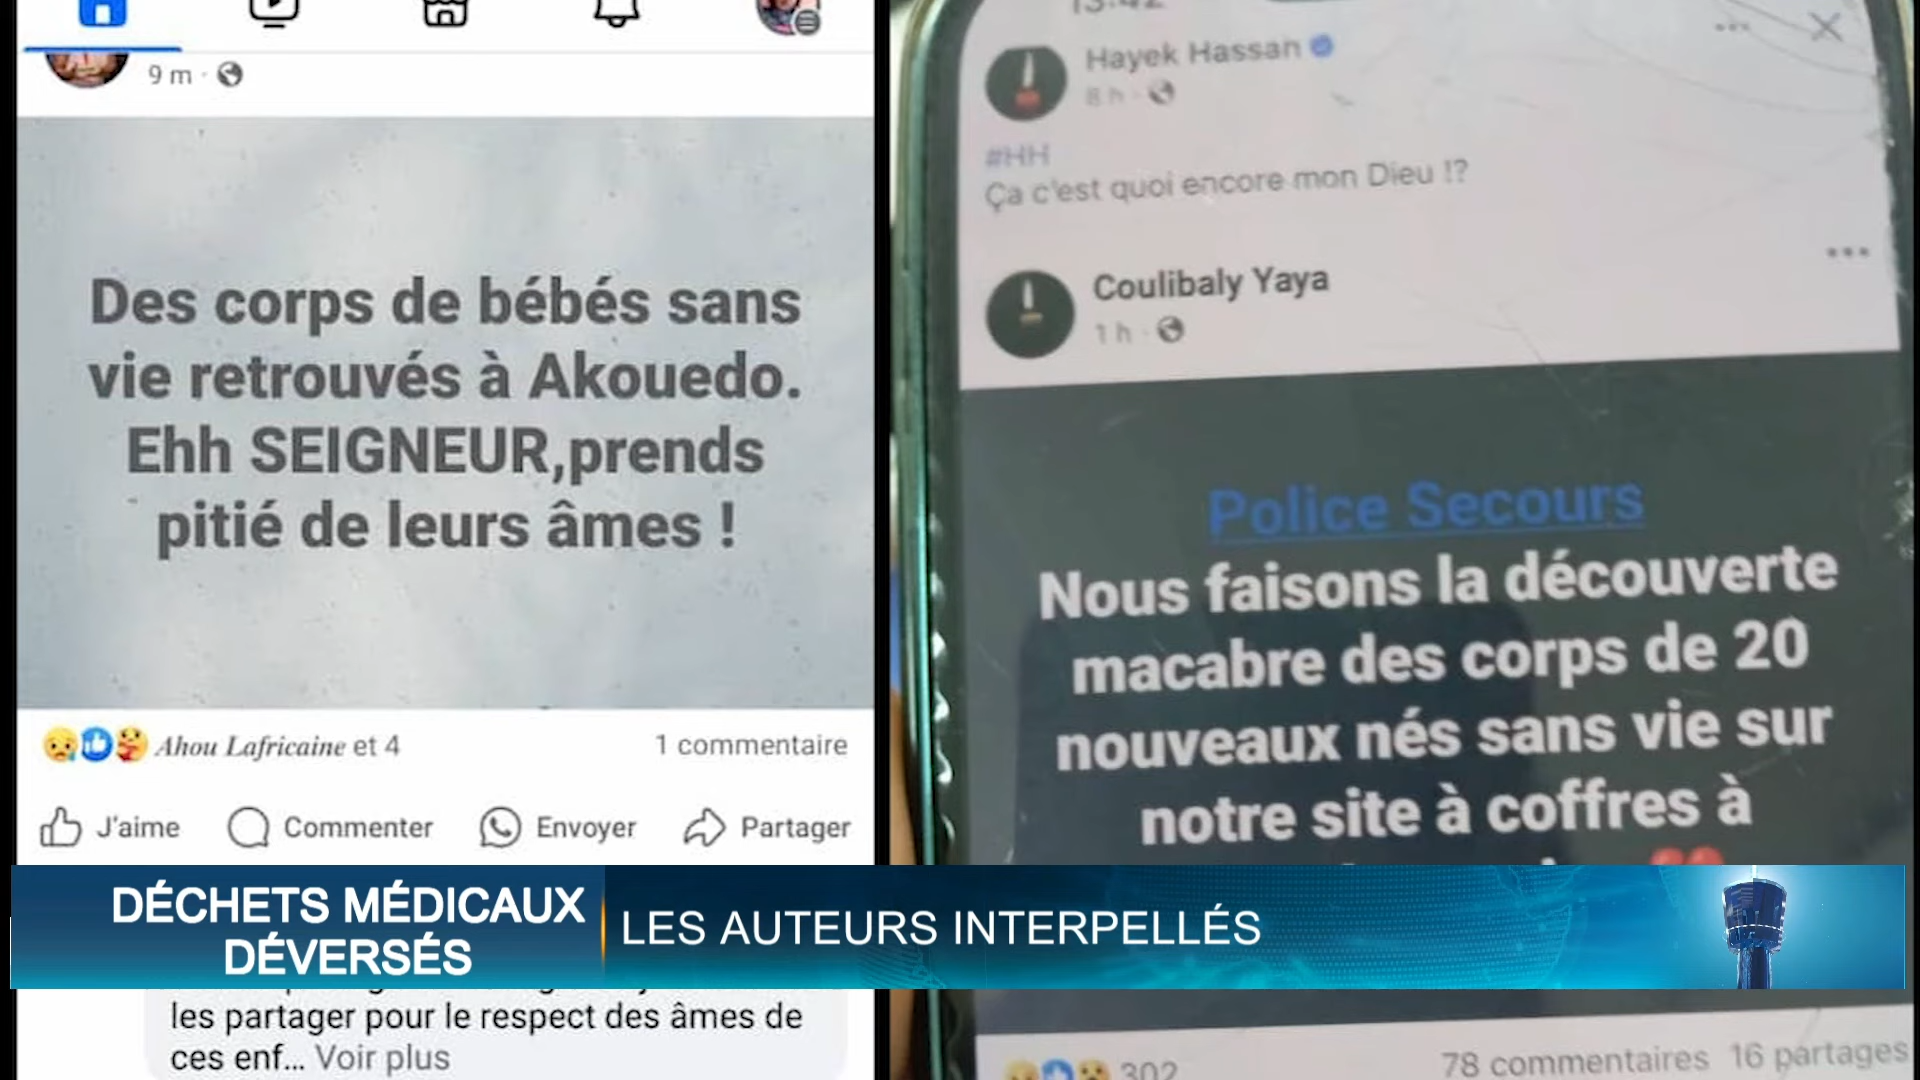 9 m
Des corps de bébés sans
vie retrouvés à Akouedo.
Ehh SEIGNEUR,prends
pitié de leurs âmes !
Ahou Lafricaine et 4
1 commentaire
J'aime
Commenter
Envoyer
Partager
les partager pour le respect des âmes de
ces enf... Voir plus
13:42
Hayek Hassan
8 h
#HH
Ça c'est quoi encore mon Dieu !?
Coulibaly Yaya
1 h
Police Secours
Nous faisons la découverte
macabre des corps de 20
nouveaux nés sans vie sur
notre site à coffres à
302
78 commentaires 16 partages
DÉCHETS MÉDICAUX
DÉVERSÉS
LES AUTEURS INTERPELLÉS